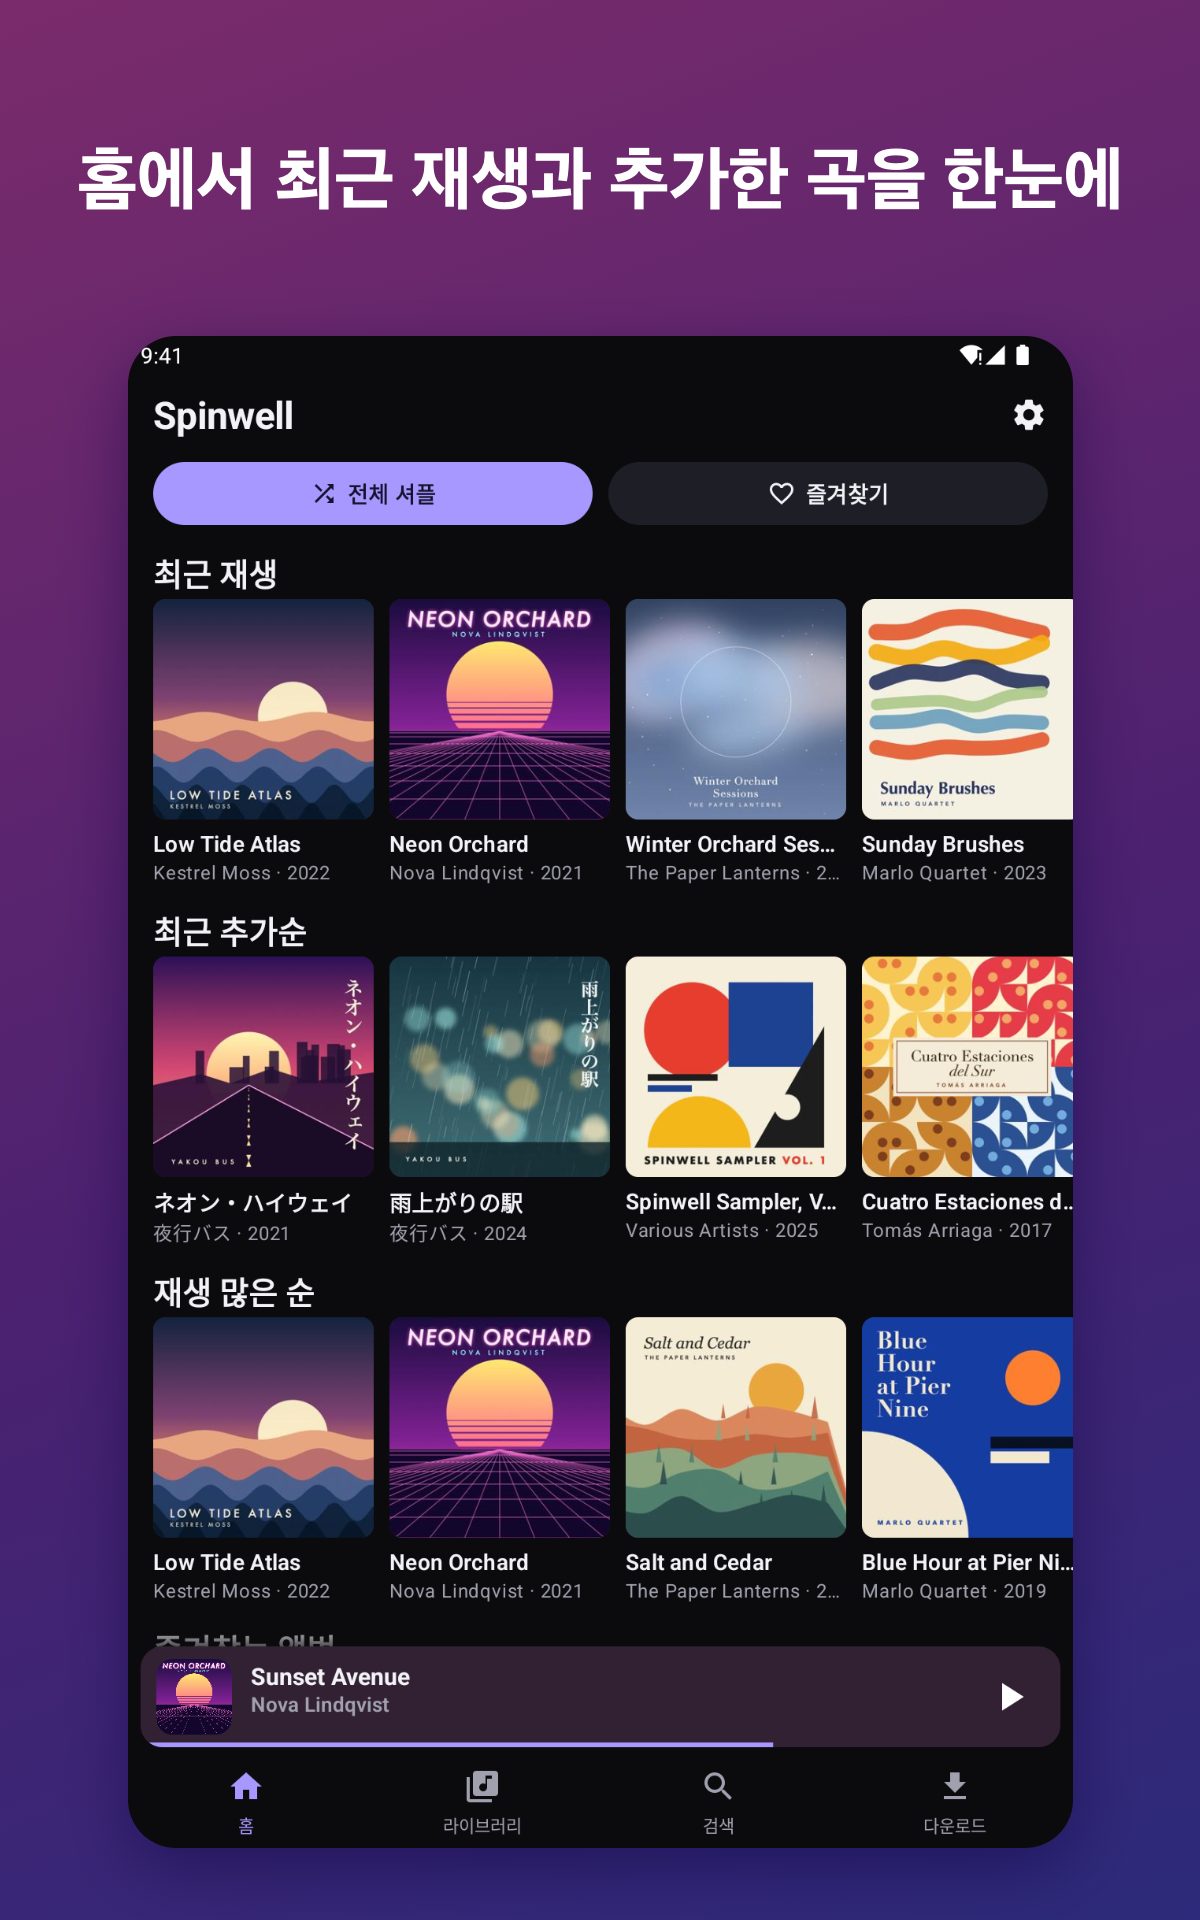 홈에서 최근 재생과 추가한 곡을 한눈에
9:41
Spinwell
전체 셔플
즐겨찾기
최근 재생
LOW TIDE ATLAS
KESTREL MOSS
NEON ORCHARD
NOVA LINDQVIST
Winter Orchard
Sessions
THE PAPER LANTERNS
Sunday Brushes
MARLO QUARTET
Low Tide Atlas
Kestrel Moss · 2022
Neon Orchard
Nova Lindqvist · 2021
Winter Orchard Ses…
The Paper Lanterns · 2…
Sunday Brushes
Marlo Quartet · 2023
최근 추가순
ネオン・ハイウェイ
YAKOU BUS
雨上がりの駅
YAKOU BUS
SPINWELL SAMPLER VOL. 1
Cuatro Estaciones
del Sur
TOMÁS ARRIAGA
ネオン・ハイウェイ
夜行バス · 2021
雨上がりの駅
夜行バス · 2024
Spinwell Sampler, V…
Various Artists · 2025
Cuatro Estaciones d…
Tomás Arriaga · 2017
재생 많은 순
LOW TIDE ATLAS
KESTREL MOSS
NEON ORCHARD
NOVA LINDQVIST
Salt and Cedar
THE PAPER LANTERNS
Blue
Hour
at Pier
Nine
MARLO QUARTET
Low Tide Atlas
Kestrel Moss · 2022
Neon Orchard
Nova Lindqvist · 2021
Salt and Cedar
The Paper Lanterns · 2…
Blue Hour at Pier Ni…
Marlo Quartet · 2019
NEON ORCHARD
Sunset Avenue
Nova Lindqvist
홈
라이브러리
검색
다운로드